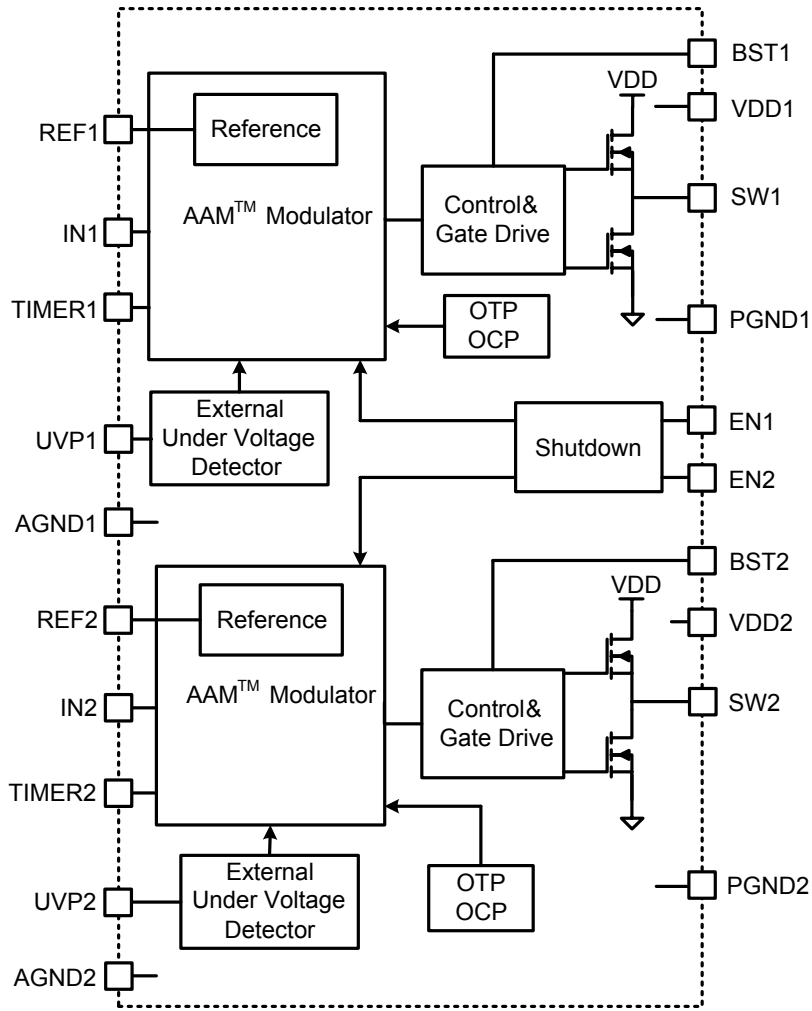 BST1
VDD
VDD1
REF1
Reference
AAM™ Modulator
Control&
Gate Drive
SW1
IN1
TIMER1
OTP
OCP
PGND1
External
Under Voltage
Detector
UVP1
Shutdown
EN1
EN2
AGND1
BST2
VDD
VDD2
REF2
Reference
AAM™ Modulator
Control&
Gate Drive
SW2
IN2
TIMER2
External
Under Voltage
Detector
OTP
OCP
UVP2
PGND2
AGND2